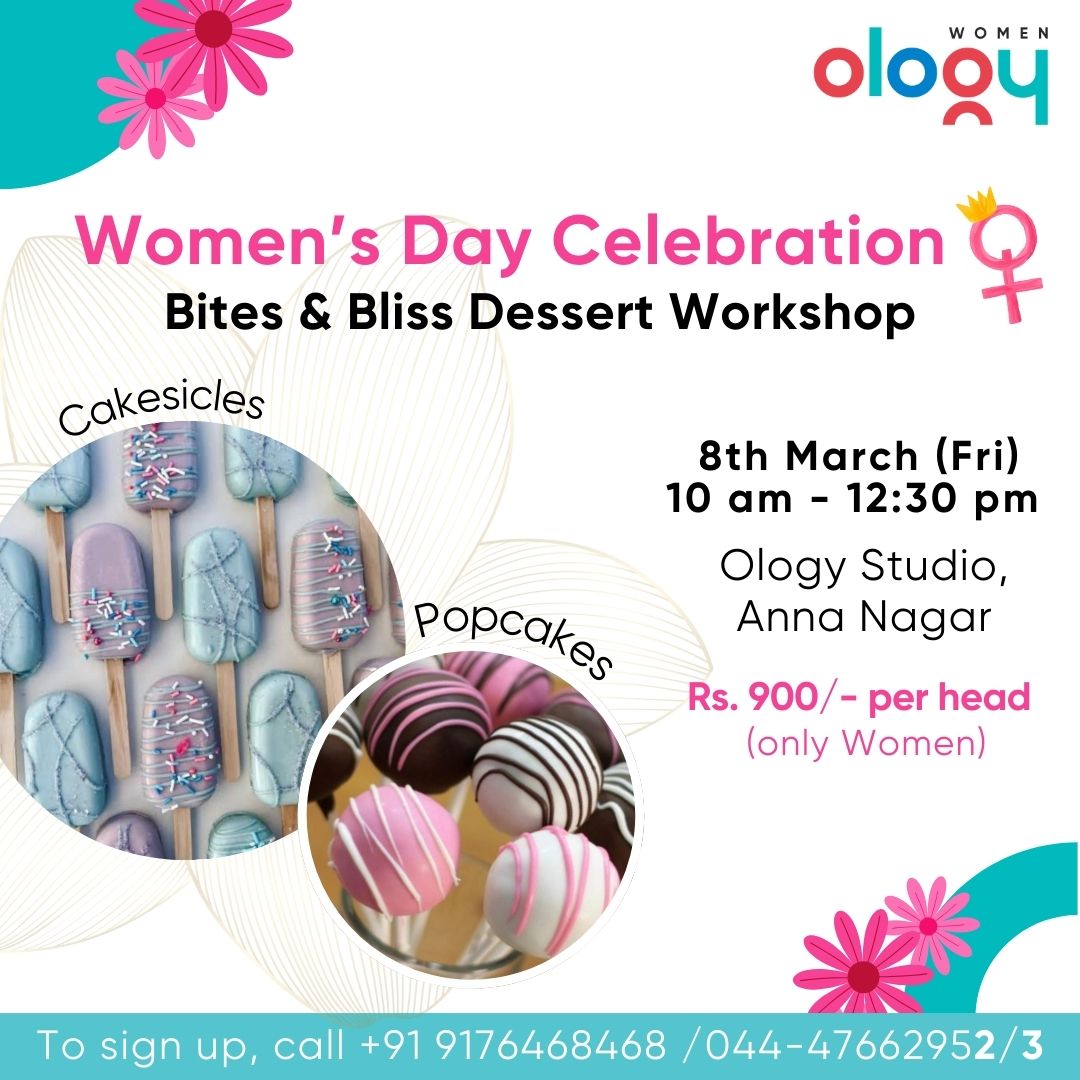 WOMEN
ology
Women's Day Celebration
Bites & Bliss Dessert Workshop
Cakesicles
8th March (Fri)
10 am - 12:30 pm
Ology Studio,
Anna Nagar
Popcakes
Rs. 900/- per head
(only Women)
To sign up, call +91 9176468468 /044-47662952/3